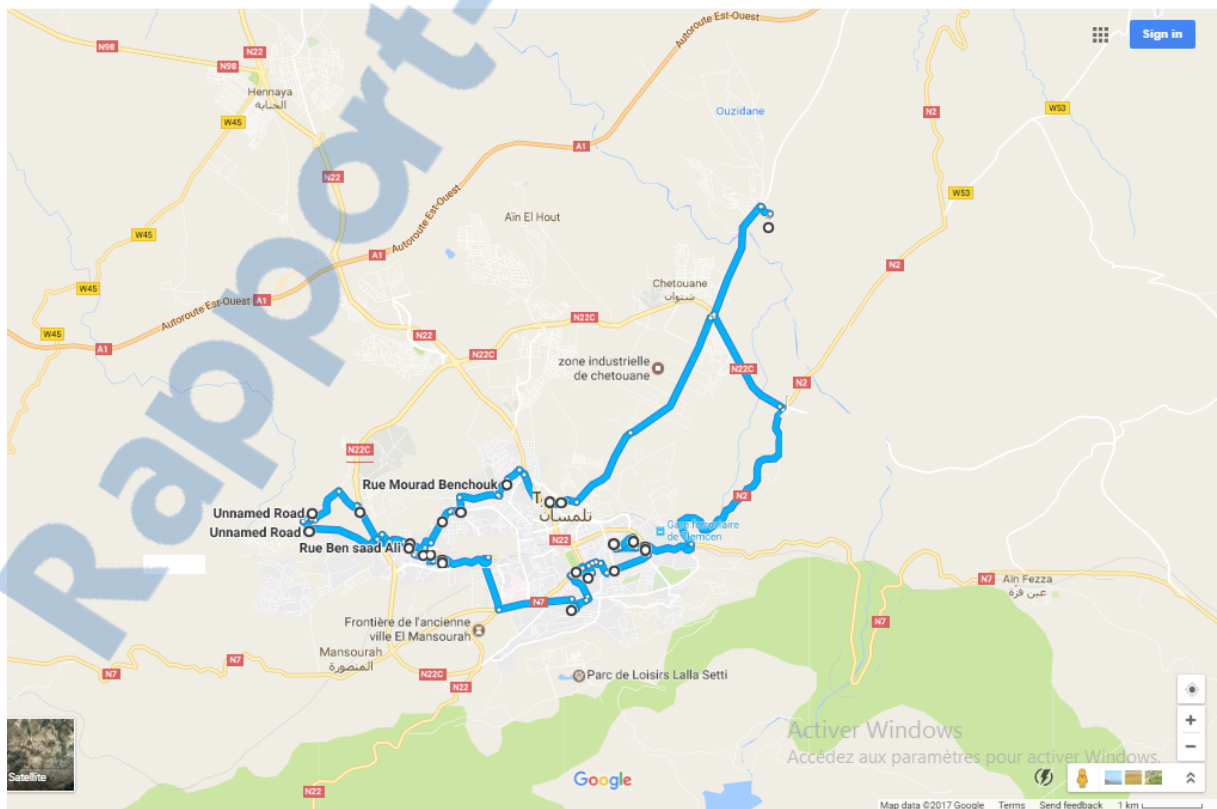 Rapport
Autoroute Est-Ouest
Sign in
N98
N22
N98
Hennaya
الحناية
W45
Ouzidane
N2
W53
A1
N22
W53
Autoroute Est-Ouest
Aïn El Hout
W45
A1
N2
Chetouane
شتوان
W45
Autoroute Est-Ouest
A1
N22C
W45
N22
A1
N22C
zone industrielle
de chetouane
N22C
N2
N22C
Rue Mourad Benchouk
N2
Unnamed Road
تلمسان
Unnamed Road
Gare ferroviaire
de Tlemcen
Rue Ben saad Ali
N22
N7
Aïn Fezza
عين فزة
N7
Frontière de l'ancienne
ville El Mansourah
N7
Mansourah
المنصورة
N7
N7
N22C
N22
Parc de Loisirs Lalla Setti
Activer Windows
Accédez aux paramètres pour activer Windows.
Satellite
Google
N22
Map data ©2017 Google Terms Send feedback 1 km